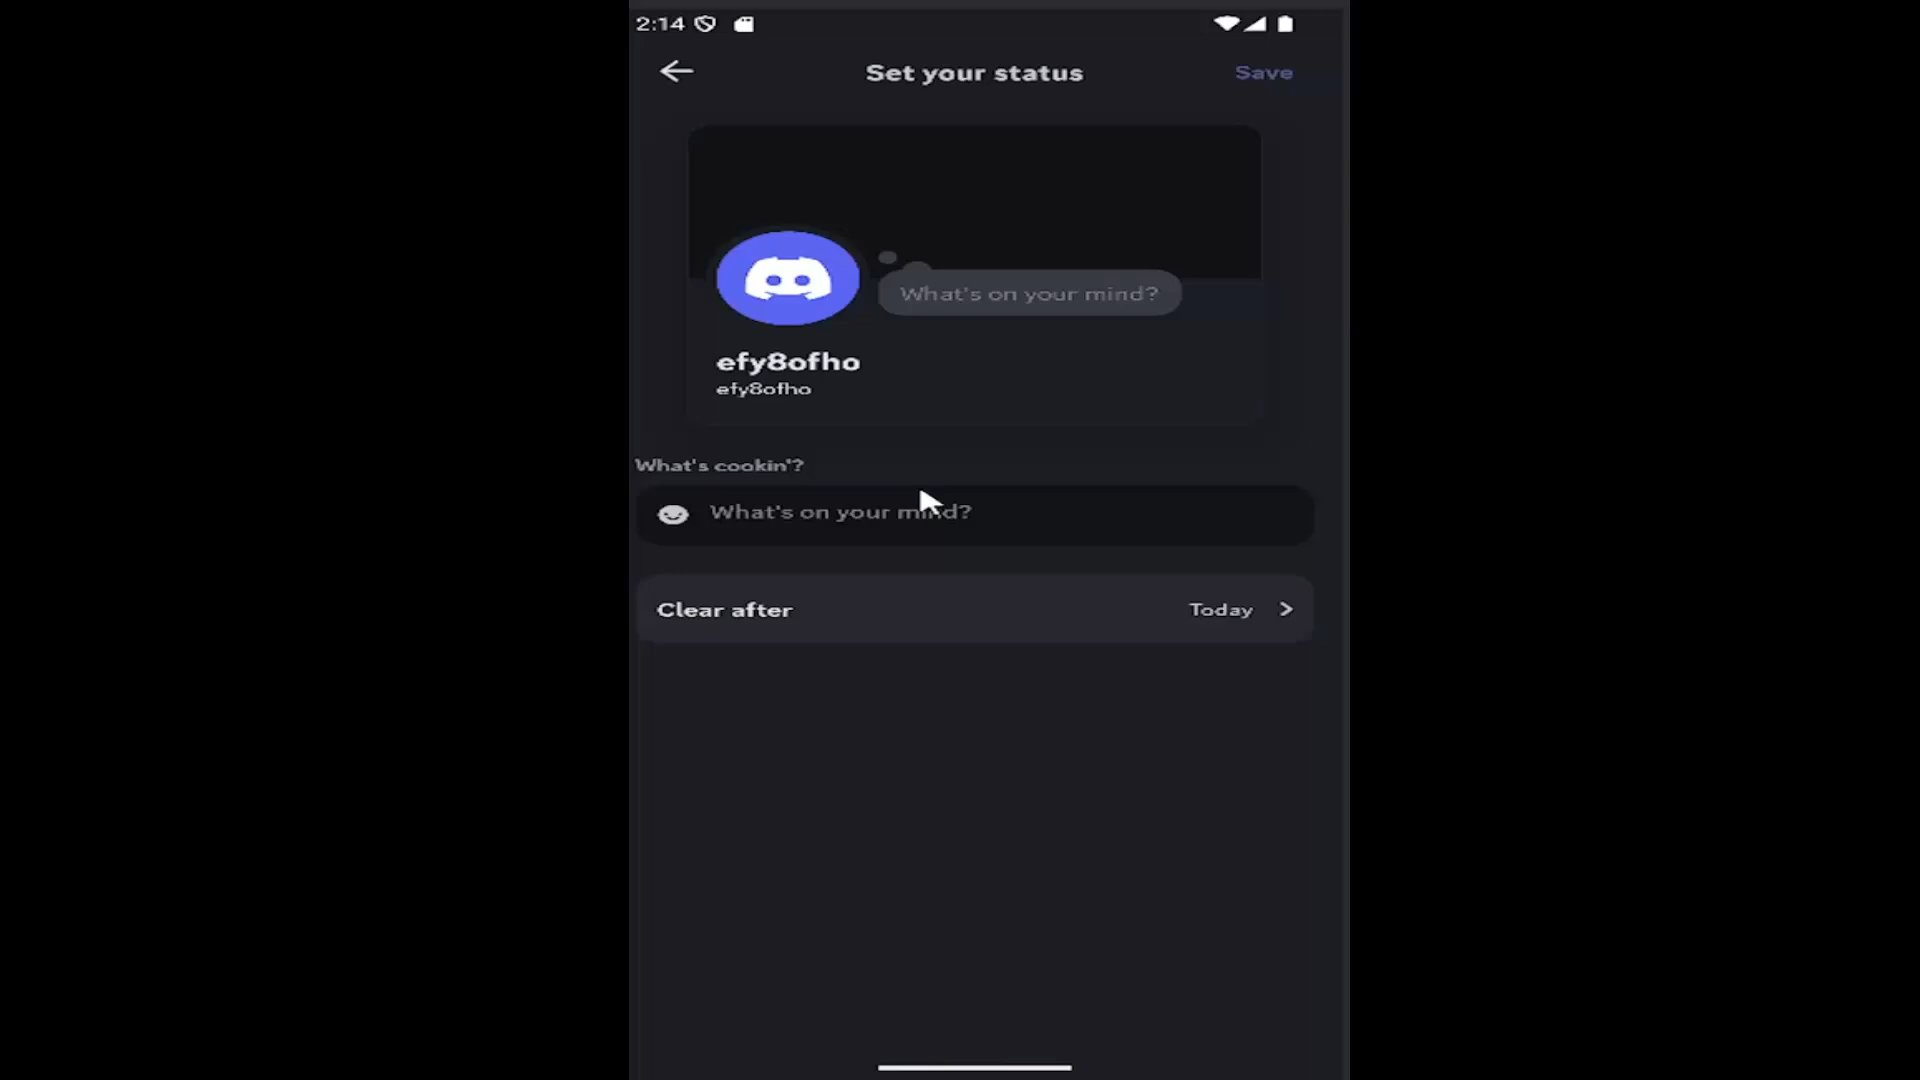 2:14
Set your status
Save
What's on your mind?
efy8ofho
efy8ofho
What's cookin'?
What's on your mind?
Clear after
Today